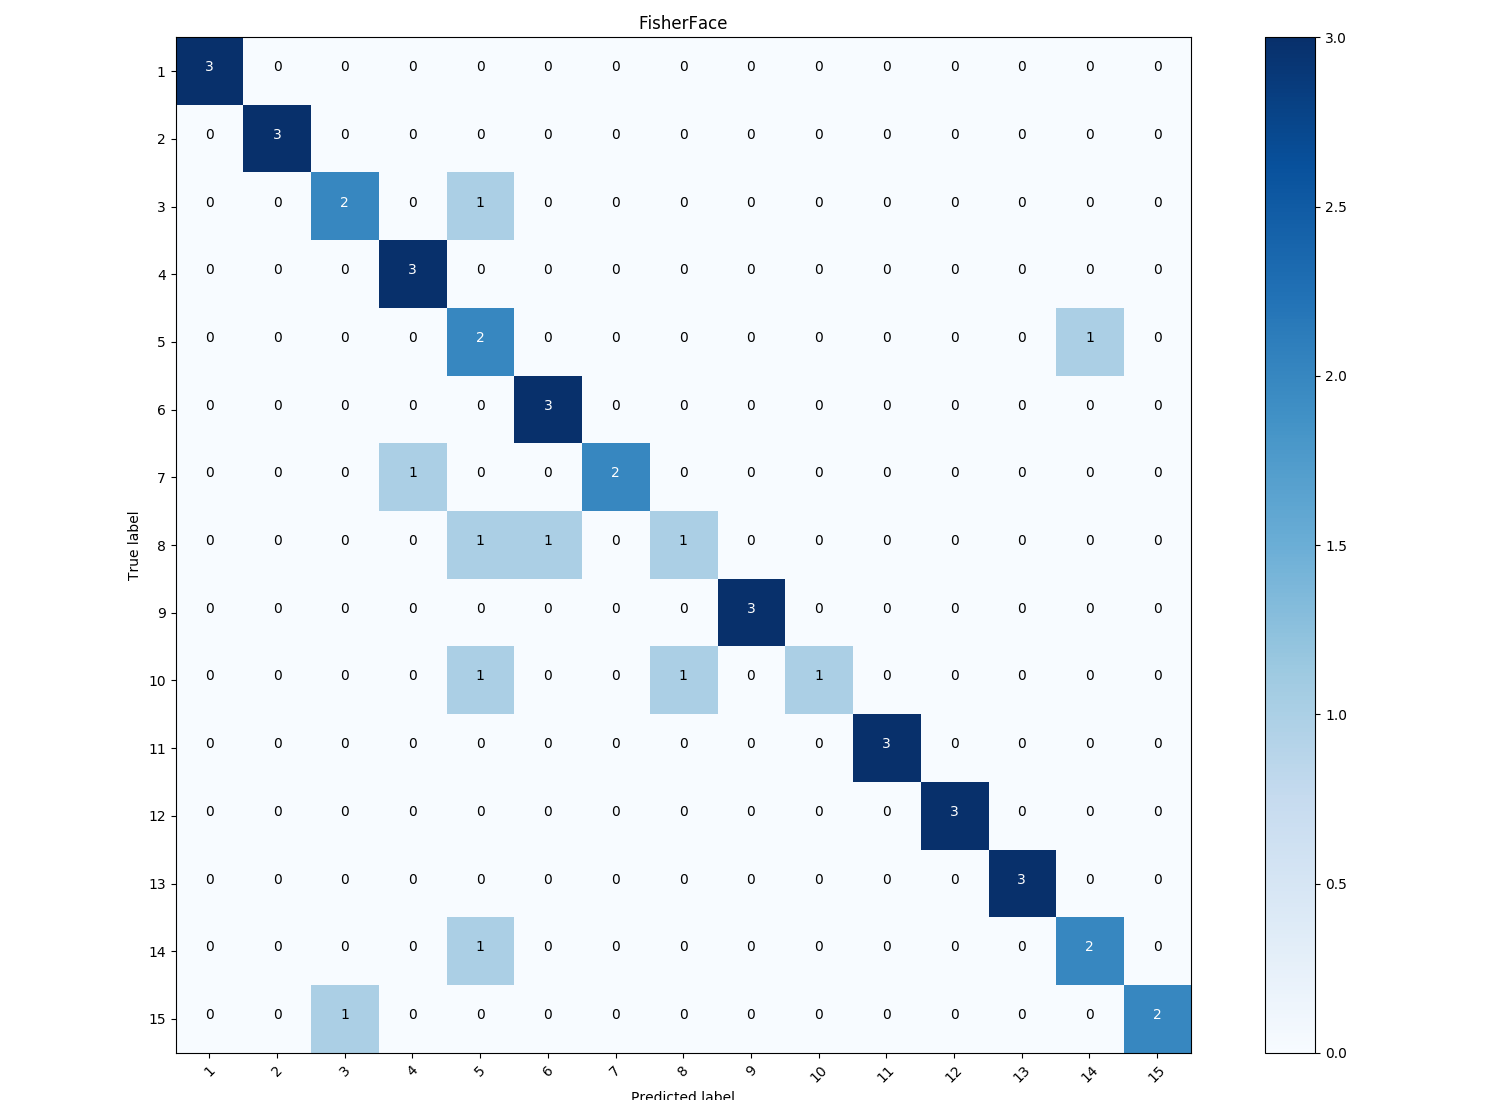 FisherFace
1 3 0 0 0 0 0 0 0 0 0 0 0 0 0 0
2 0 3 0 0 0 0 0 0 0 0 0 0 0 0 0
3 0 0 2 0 1 0 0 0 0 0 0 0 0 0 0
4 0 0 0 3 0 0 0 0 0 0 0 0 0 0 0
5 0 0 0 0 2 0 0 0 0 0 0 0 0 1 0
6 0 0 0 0 0 3 0 0 0 0 0 0 0 0 0
7 0 0 0 1 0 0 2 0 0 0 0 0 0 0 0
8 0 0 0 0 1 1 0 1 0 0 0 0 0 0 0
9 0 0 0 0 0 0 0 0 3 0 0 0 0 0 0
10 0 0 0 0 1 0 0 1 0 1 0 0 0 0 0
11 0 0 0 0 0 0 0 0 0 0 3 0 0 0 0
12 0 0 0 0 0 0 0 0 0 0 0 3 0 0 0
13 0 0 0 0 0 0 0 0 0 0 0 0 3 0 0
14 0 0 0 0 1 0 0 0 0 0 0 0 0 2 0
15 0 0 1 0 0 0 0 0 0 0 0 0 0 0 2
1 2 3 4 5 6 7 8 9 10 11 12 13 14 15
True label
Predicted label
3.0
2.5
2.0
1.5
1.0
0.5
0.0